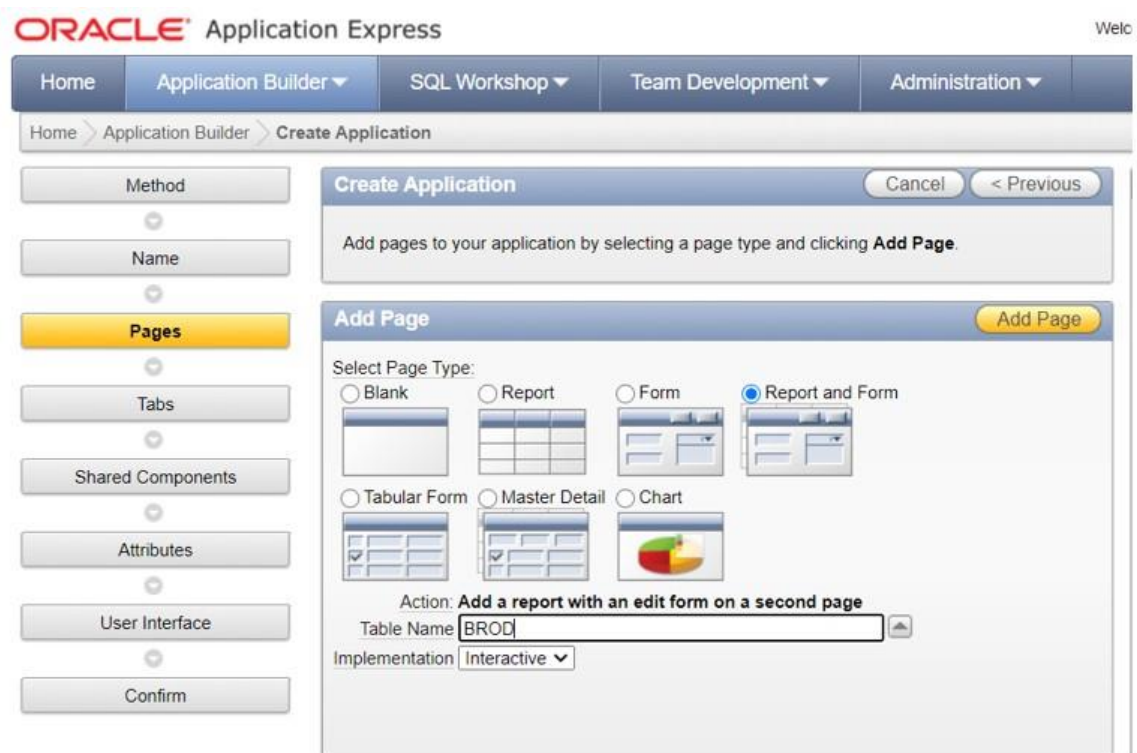 ORACLE Application Express
Home Application Builder SQL Workshop Team Development Administration
Home Application Builder Create Application
Method
Name
Pages
Tabs
Shared Components
Attributes
User Interface
Confirm
Create Application Cancel < Previous
Add pages to your application by selecting a page type and clicking Add Page.
Add Page Add Page
Select Page Type:
Blank Report Form Report and Form
Tabular Form Master Detail Chart
Action: Add a report with an edit form on a second page
Table Name BROD
Implementation Interactive